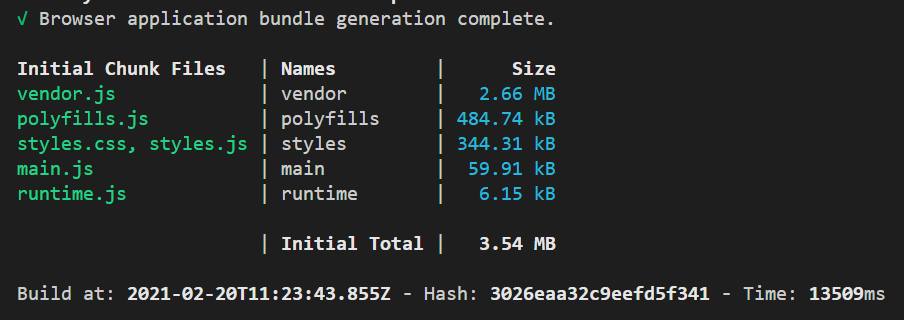 √ Browser application bundle generation complete.
Initial Chunk Files | Names | Size
vendor.js | vendor | 2.66 MB
polyfills.js | polyfills | 484.74 kB
styles.css, styles.js | styles | 344.31 kB
main.js | main | 59.91 kB
runtime.js | runtime | 6.15 kB
| Initial Total | 3.54 MB
Build at: 2021-02-20T11:23:43.855Z - Hash: 3026eaa32c9eefd5f341 - Time: 13509ms